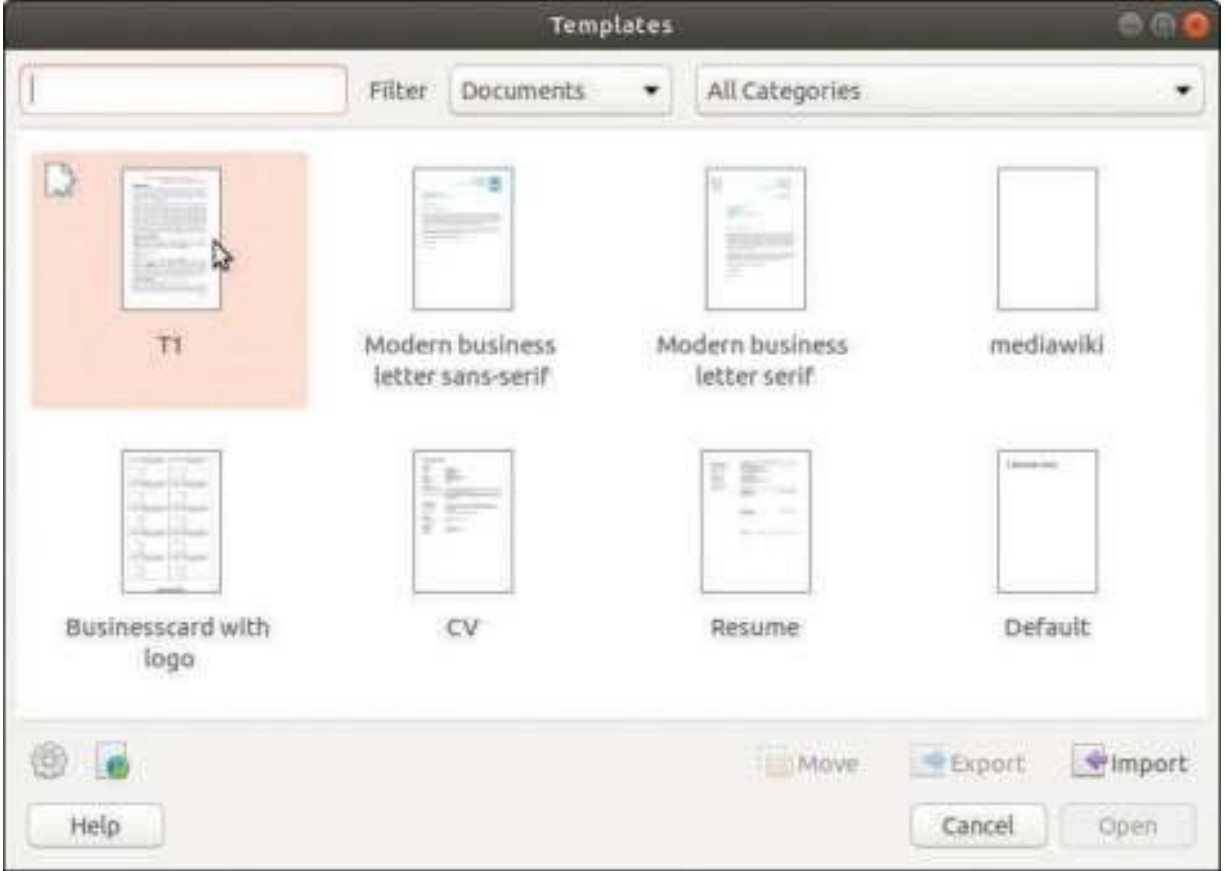 Templates
Filter Documents All Categories
T1
Modern business
letter sans-serif
Modern business
letter serif
mediawiki
Businesscard with
logo
CV
Resume
Default
Move Export Import
Help Cancel Open